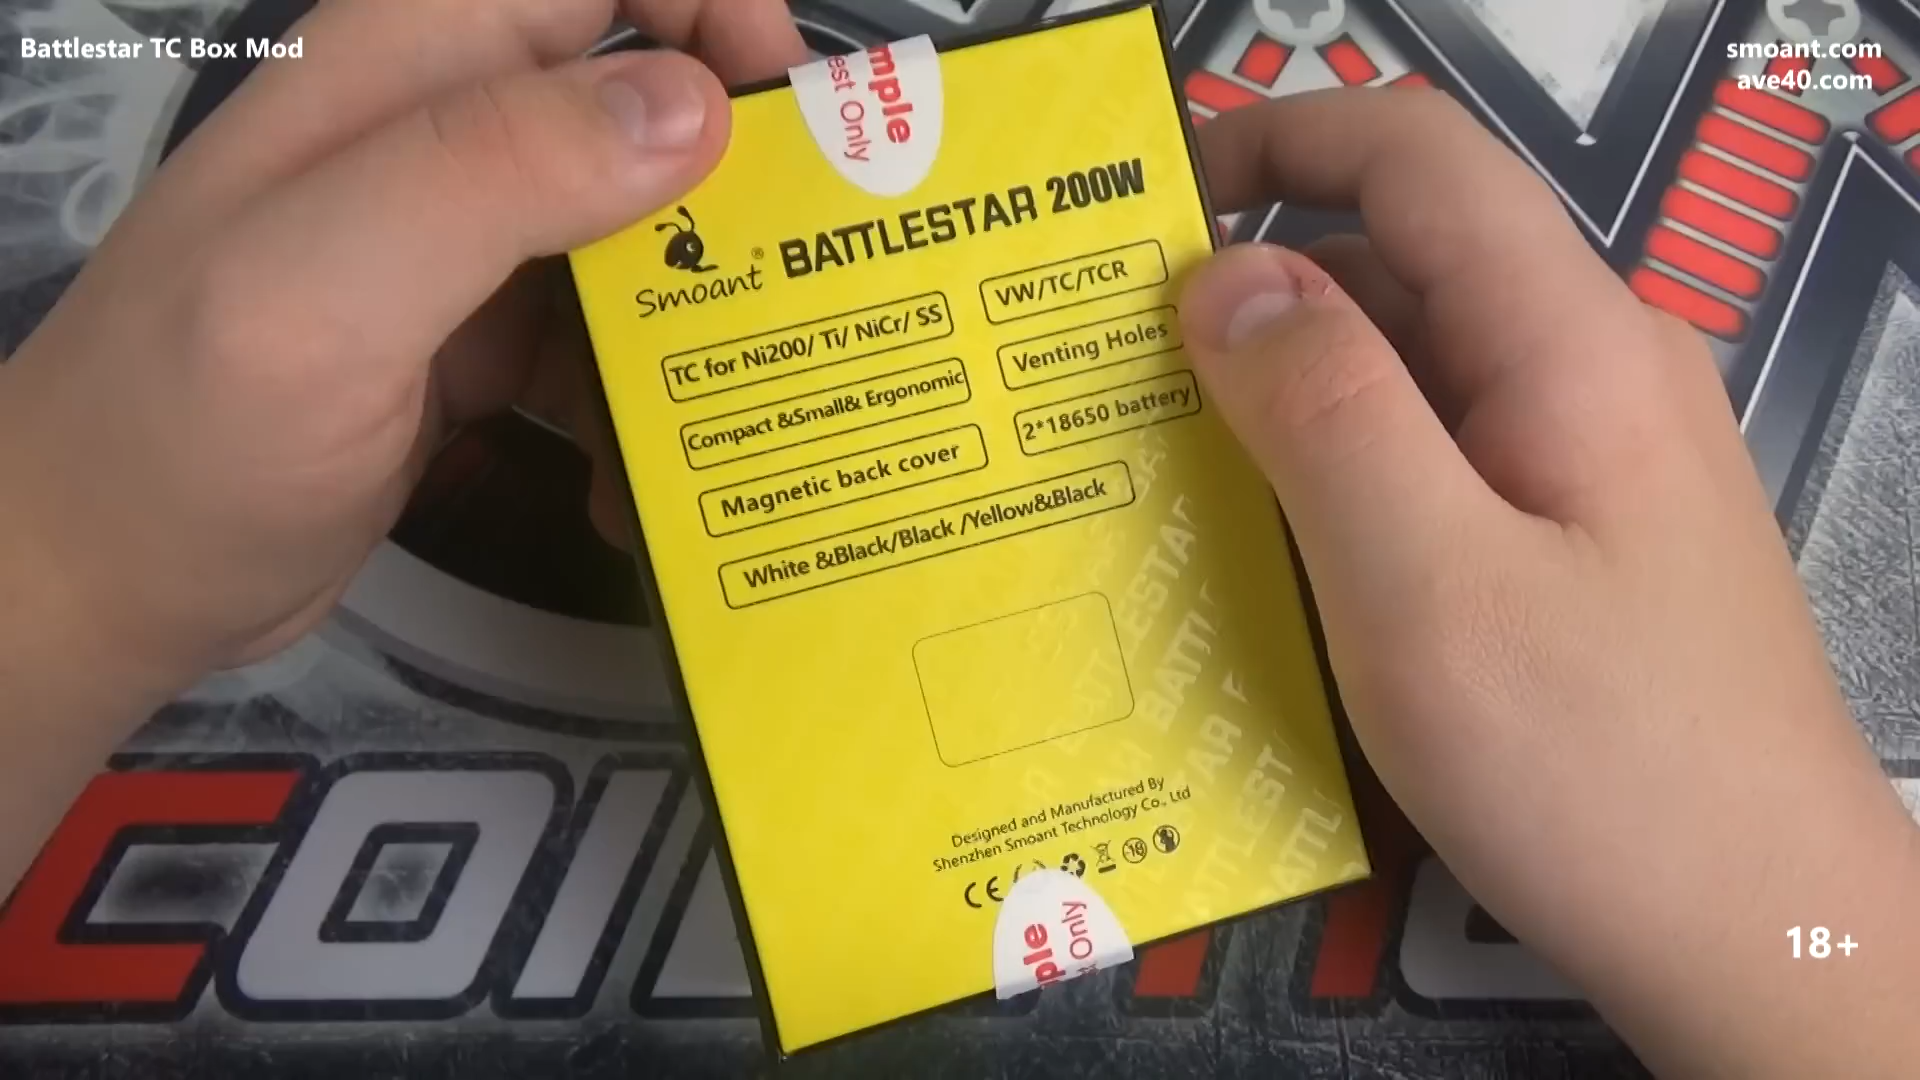 Battlestar TC Box Mod
smoant.com
ave40.com
mple
est Only
Smoant®
BATTLESTAR 200W
TC for Ni200/ Ti/ NiCr/ SS
VW/TC/TCR
Compact &Small& Ergonomic
Venting Holes
Magnetic back cover
2*18650 battery
White &Black/Black /Yellow&Black
BATTLESTAR
Designed and Manufactured By
Shenzhen Smoant Technology Co., Ltd
CE
18
Only
ple
18+